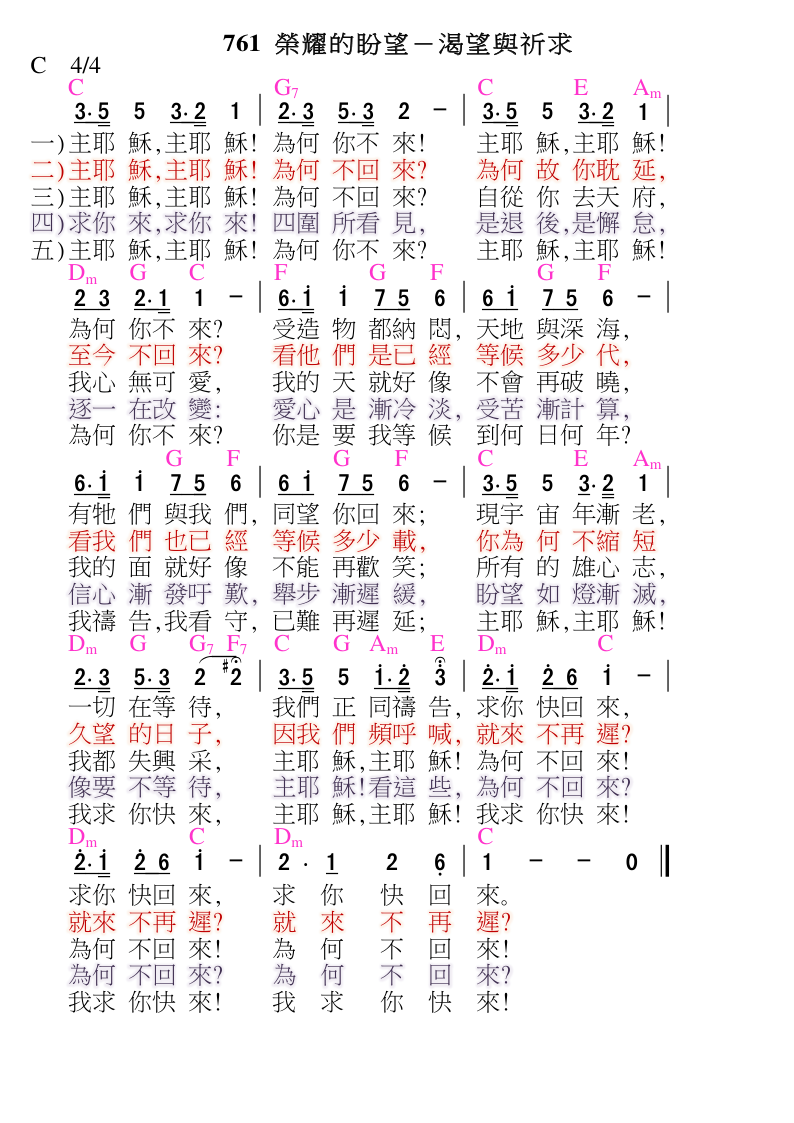 761 榮耀的盼望－渴望與祈求
C 4/4
C G7 C E Am
3·5 5 3·2 1 | 2·3 5·3 2 － | 3·5 5 3·2 1 |
一)主耶 穌,主耶 穌! 為何 你不 來! 主耶 穌,主耶 穌!
二)主耶 穌,主耶 穌! 為何 不回 來? 為何 故 你耽 延,
三)主耶 穌,主耶 穌! 為何 不回 來? 自從 你 去天 府,
四)求你 來,求你 來! 四圍 所看 見, 是退 後,是懈 怠,
五)主耶 穌,主耶 穌! 為何 你不 來? 主耶 穌,主耶 穌!
Dm G C F G F G F
2 3 2·1 1 － | 6·i i 7 5 6 | 6 i 7 5 6 － |
為何 你不 來? 受造 物 都納 悶, 天地 與深 海,
至今 不回 來? 看他 們 是已 經 等候 多少 代,
我心 無可 愛, 我的 天 就好 像 不會 再破 曉,
逐一 在改 變: 愛心 是 漸冷 淡, 受苦 漸計 算,
為何 你不 來? 你是 要 我等 候 到何 日何 年?
G F G F C E Am
6·i i 7 5 6 | 6 i 7 5 6 － | 3·5 5 3·2 1 |
有牠 們 與我 們, 同望 你回 來; 現宇 宙 年漸 老,
看我 們 也已 經 等候 多少 載, 你為 何 不縮 短
我的 面 就好 像 不能 再歡 笑; 所有 的 雄心 志,
信心 漸 發吁 歎, 舉步 漸遲 緩, 盼望 如 燈漸 滅,
我禱 告,我看 守, 已難 再遲 延; 主耶 穌,主耶 穌!
Dm G G7 F7 C G Am E Dm C
2·3 5·3 2 #2 | 3·5 5 i·2 3 | 2·i 2 6 i － |
一切 在等 待, 我們 正 同禱 告, 求你 快回 來,
久望 的日 子, 因我 們 頻呼 喊, 就來 不再 遲?
我都 失興 采, 主耶 穌,主耶 穌! 為何 不回 來!
像要 不等 待, 主耶 穌!看這 些, 為何 不回 來?
我求 你快 來, 主耶 穌,主耶 穌! 我求 你快 來!
Dm C Dm C
2·i 2 6 i － | 2 · 1 2 6 | 1 － － 0 ‖
求你 快回 來, 求 你 快 回 來。
就來 不再 遲? 就 來 不 再 遲?
為何 不回 來! 為 何 不 回 來!
為何 不回 來? 為 何 不 回 來?
我求 你快 來! 我 求 你 快 來!